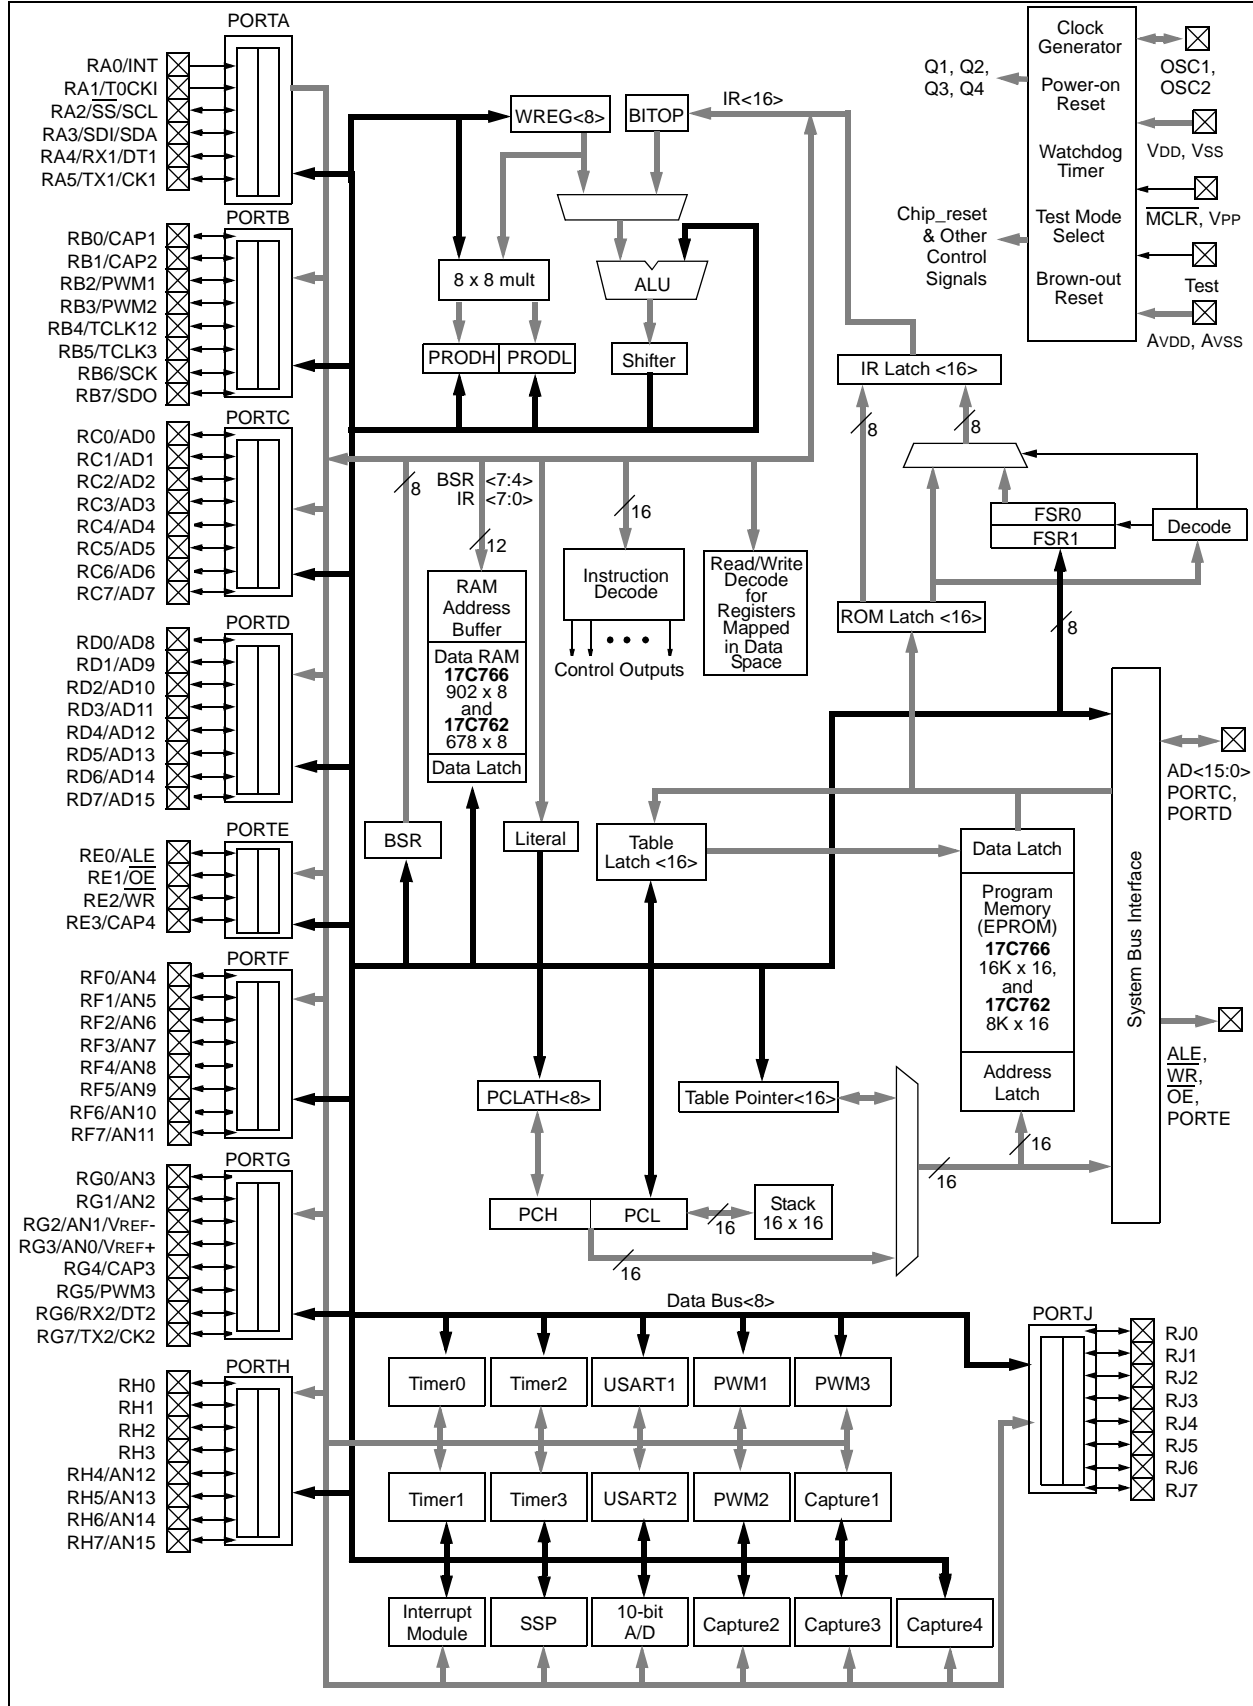 PORTA
RA0/INT
RA1/T0CKI
RA2/SS/SCL
RA3/SDI/SDA
RA4/RX1/DT1
RA5/TX1/CK1
PORTB
RB0/CAP1
RB1/CAP2
RB2/PWM1
RB3/PWM2
RB4/TCLK12
RB5/TCLK3
RB6/SCK
RB7/SDO
PORTC
RC0/AD0
RC1/AD1
RC2/AD2
RC3/AD3
RC4/AD4
RC5/AD5
RC6/AD6
RC7/AD7
PORTD
RD0/AD8
RD1/AD9
RD2/AD10
RD3/AD11
RD4/AD12
RD5/AD13
RD6/AD14
RD7/AD15
PORTE
RE0/ALE
RE1/OE
RE2/WR
RE3/CAP4
PORTF
RF0/AN4
RF1/AN5
RF2/AN6
RF3/AN7
RF4/AN8
RF5/AN9
RF6/AN10
RF7/AN11
PORTG
RG0/AN3
RG1/AN2
RG2/AN1/VREF-
RG3/AN0/VREF+
RG4/CAP3
RG5/PWM3
RG6/RX2/DT2
RG7/TX2/CK2
PORTH
RH0
RH1
RH2
RH3
RH4/AN12
RH5/AN13
RH6/AN14
RH7/AN15
WREG<8>
BITOP
IR<16>
8 x 8 mult
ALU
PRODH
PRODL
Shifter
Q1, Q2,
Q3, Q4
Chip_reset
& Other
Control
Signals
Clock
Generator
Power-on
Reset
Watchdog
Timer
Test Mode
Select
Brown-out
Reset
OSC1,
OSC2
VDD, VSS
MCLR, VPP
Test
AVDD, AVSS
IR Latch <16>
8
8
FSR0
FSR1
Decode
ROM Latch <16>
8
8
BSR <7:4>
IR <7:0>
12
16
RAM
Address
Buffer
Data RAM
17C766
902 x 8
and
17C762
678 x 8
Data Latch
Instruction
Decode
• • •
Control Outputs
Read/Write
Decode
for
Registers
Mapped
in Data
Space
BSR
Literal
Table
Latch <16>
Data Latch
Program
Memory
(EPROM)
17C766
16K x 16,
and
17C762
8K x 16
Address
Latch
System Bus Interface
AD<15:0>
PORTC,
PORTD
ALE,
WR,
OE,
PORTE
PCLATH<8>
Table Pointer<16>
16
16
PCH
PCL
16
Stack
16 x 16
16
Data Bus<8>
Timer0
Timer2
USART1
PWM1
PWM3
Timer1
Timer3
USART2
PWM2
Capture1
Interrupt
Module
SSP
10-bit
A/D
Capture2
Capture3
Capture4
PORTJ
RJ0
RJ1
RJ2
RJ3
RJ4
RJ5
RJ6
RJ7